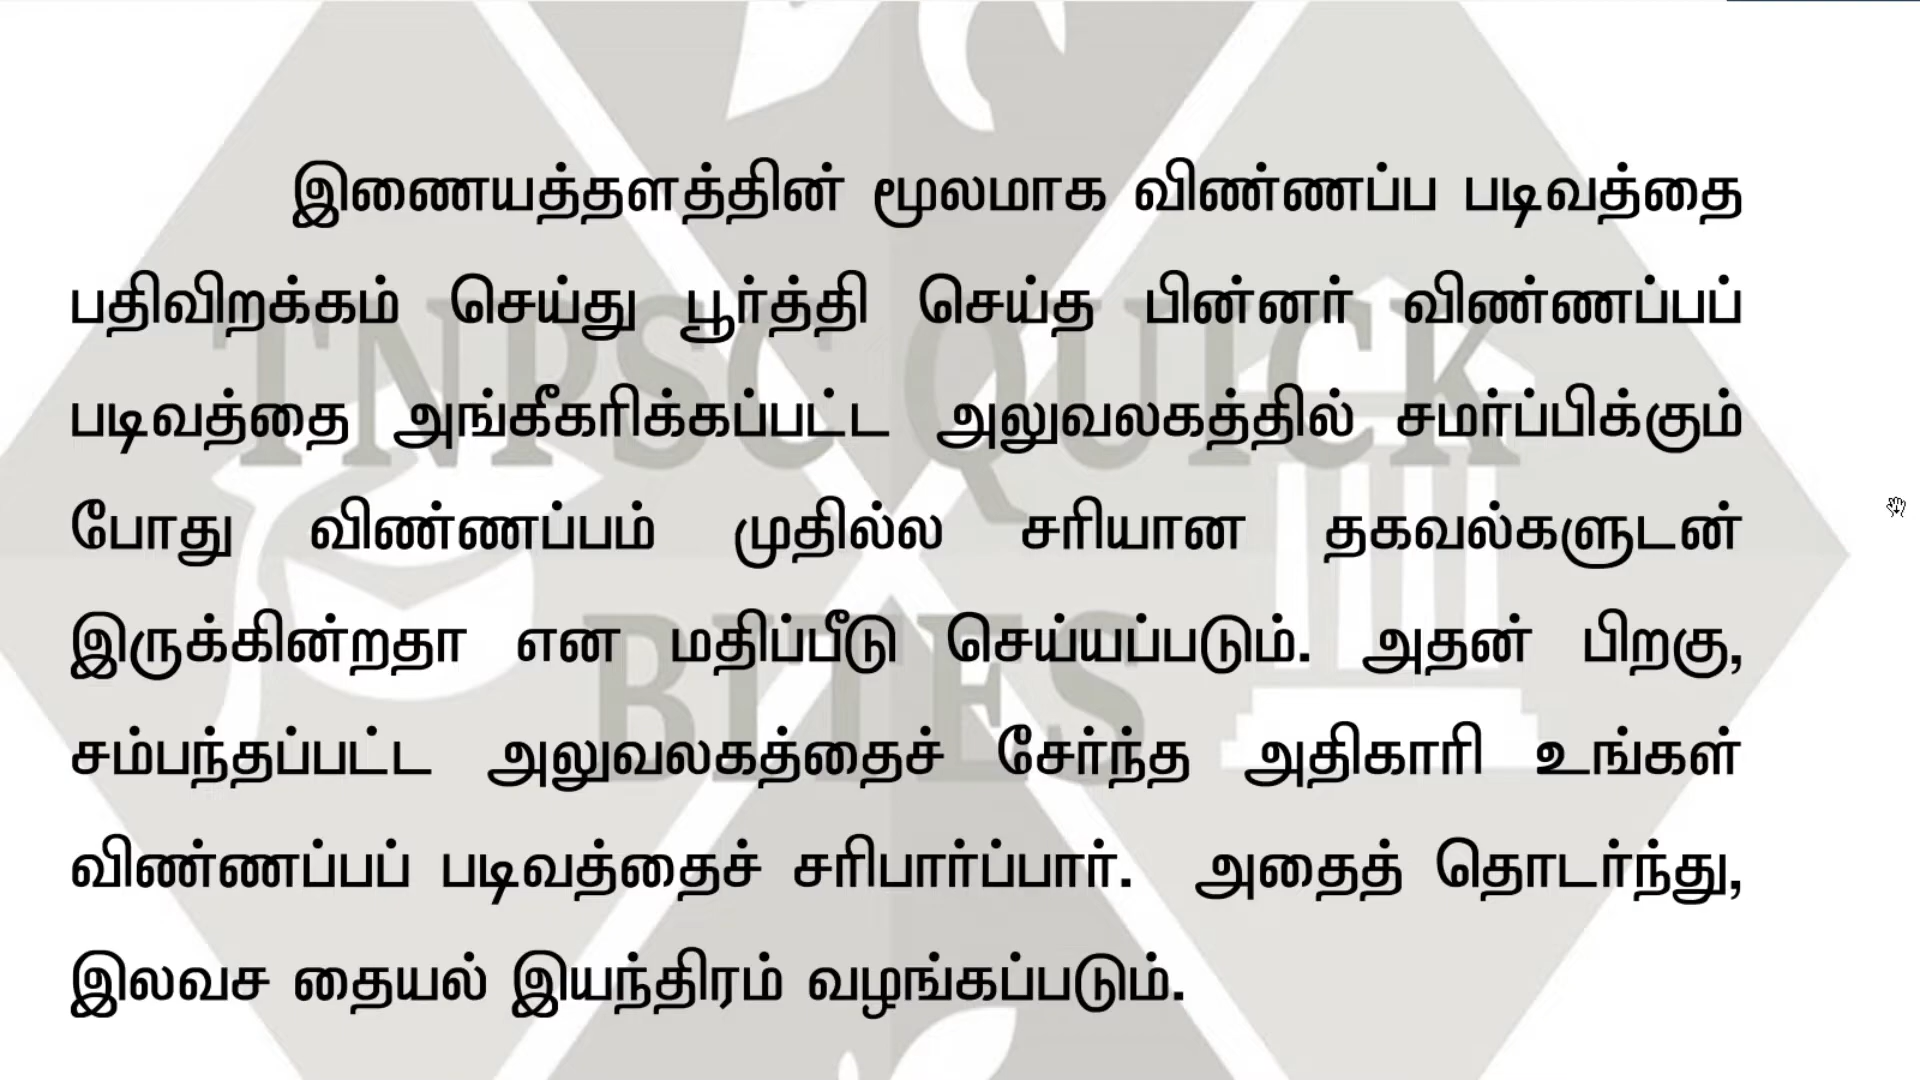 இணையத்தளத்தின் மூலமாக விண்ணப்ப படிவத்தை
பதிவிறக்கம் செய்து பூர்த்தி செய்த பின்னர் விண்ணப்பப்
படிவத்தை அங்கீகரிக்கப்பட்ட அலுவலகத்தில் சமர்ப்பிக்கும்
போது விண்ணப்பம் முதில்ல சரியான தகவல்களுடன்
இருக்கின்றதா என மதிப்பீடு செய்யப்படும். அதன் பிறகு,
சம்பந்தப்பட்ட அலுவலகத்தைச் சேர்ந்த அதிகாரி உங்கள்
விண்ணப்பப் படிவத்தைச் சரிபார்ப்பார். அதைத் தொடர்ந்து,
இலவச தையல் இயந்திரம் வழங்கப்படும்.
TNPSC QUICK
BITES